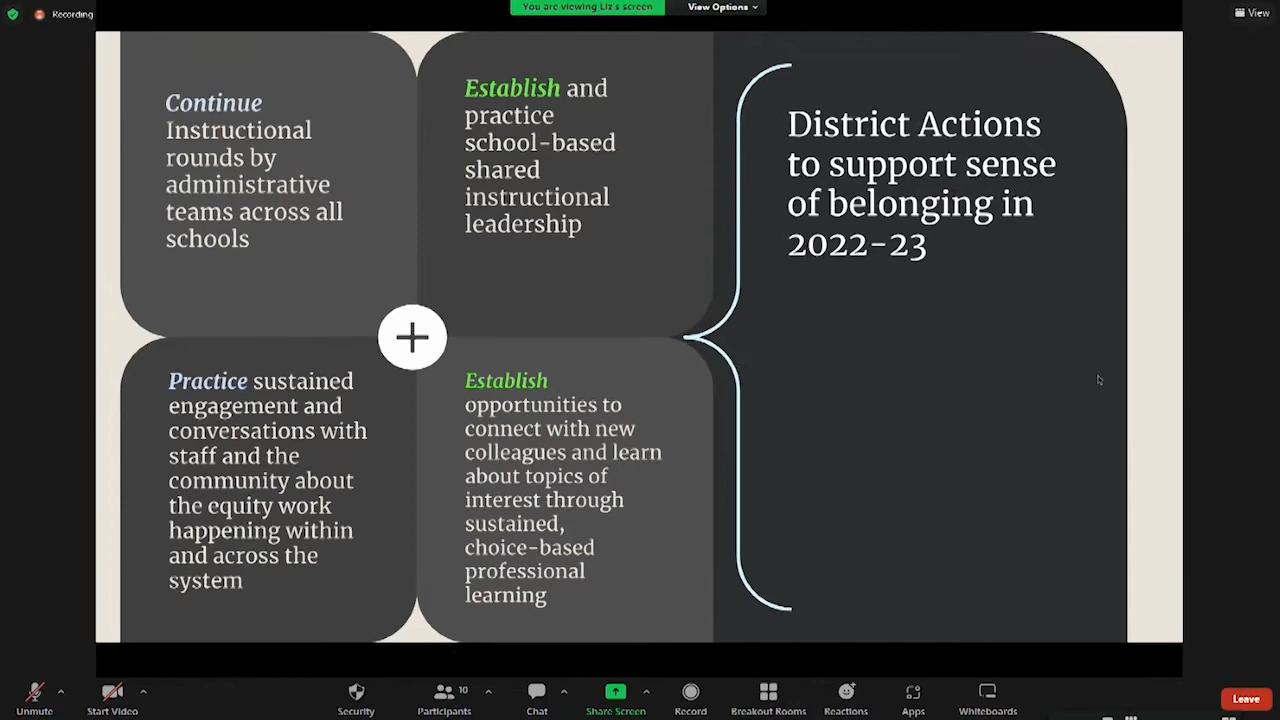 Recording
You are viewing Liz's screen
View Options
View
Continue
Instructional
rounds by
administrative
teams across all
schools
Establish and
practice
school-based
shared
instructional
leadership
District Actions
to support sense
of belonging in
2022-23
Practice sustained
engagement and
conversations with
staff and the
community about
the equity work
happening within
and across the
system
Establish
opportunities to
connect with new
colleagues and learn
about topics of
interest through
sustained,
choice-based
professional
learning
Unmute
Start Video
Security
10
Participants
Chat
Share Screen
Record
Breakout Rooms
Reactions
Apps
Whiteboards
Leave